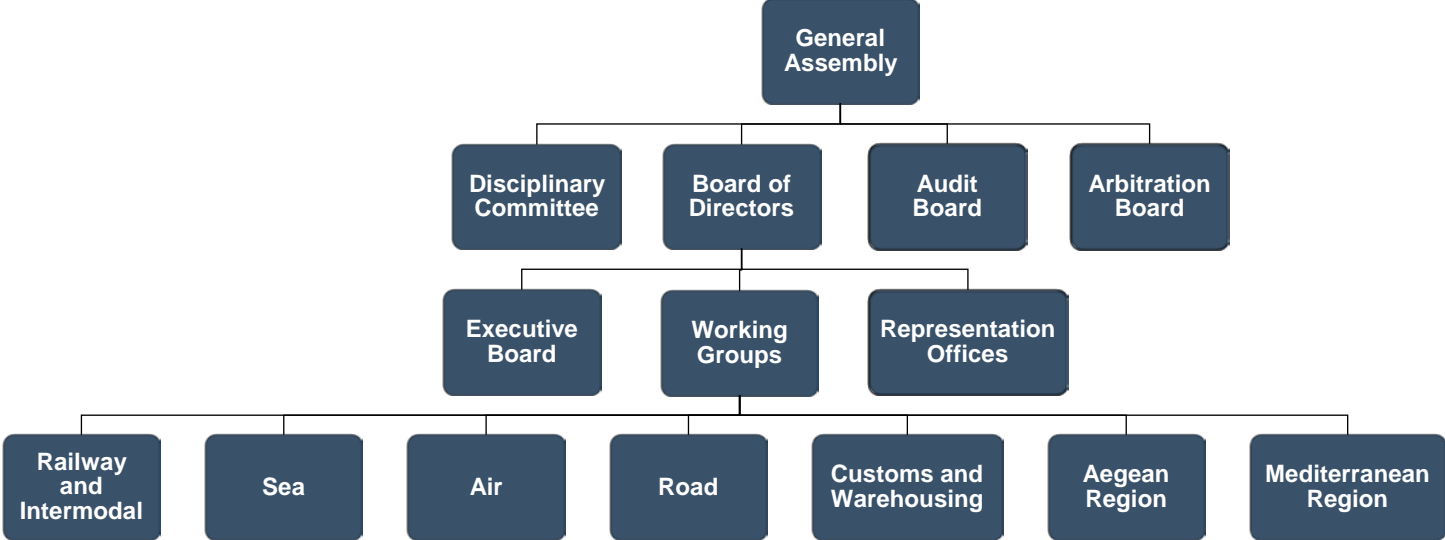 General
Assembly
Disciplinary
Committee
Board of
Directors
Audit
Board
Arbitration
Board
Executive
Board
Working
Groups
Representation
Offices
Railway
and
Intermodal
Sea
Air
Road
Customs and
Warehousing
Aegean
Region
Mediterranean
Region